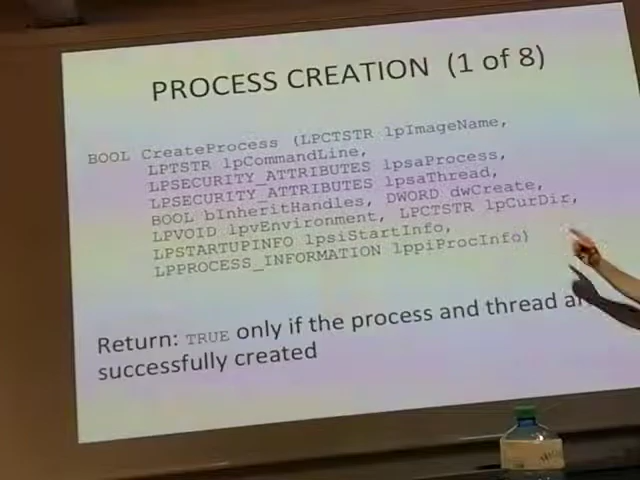 PROCESS CREATION (1 of 8)
BOOL CreateProcess (LPCTSTR lpImageName,
LPTSTR lpCommandLine,
LPSECURITY_ATTRIBUTES lpsaProcess,
LPSECURITY_ATTRIBUTES lpsaThread,
BOOL bInheritHandles, DWORD dwCreate,
LPVOID lpvEnvironment, LPCTSTR lpCurDir,
LPSTARTUPINFO lpsiStartInfo,
LPPROCESS_INFORMATION lppiProcInfo)
Return: TRUE only if the process and thread
successfully created